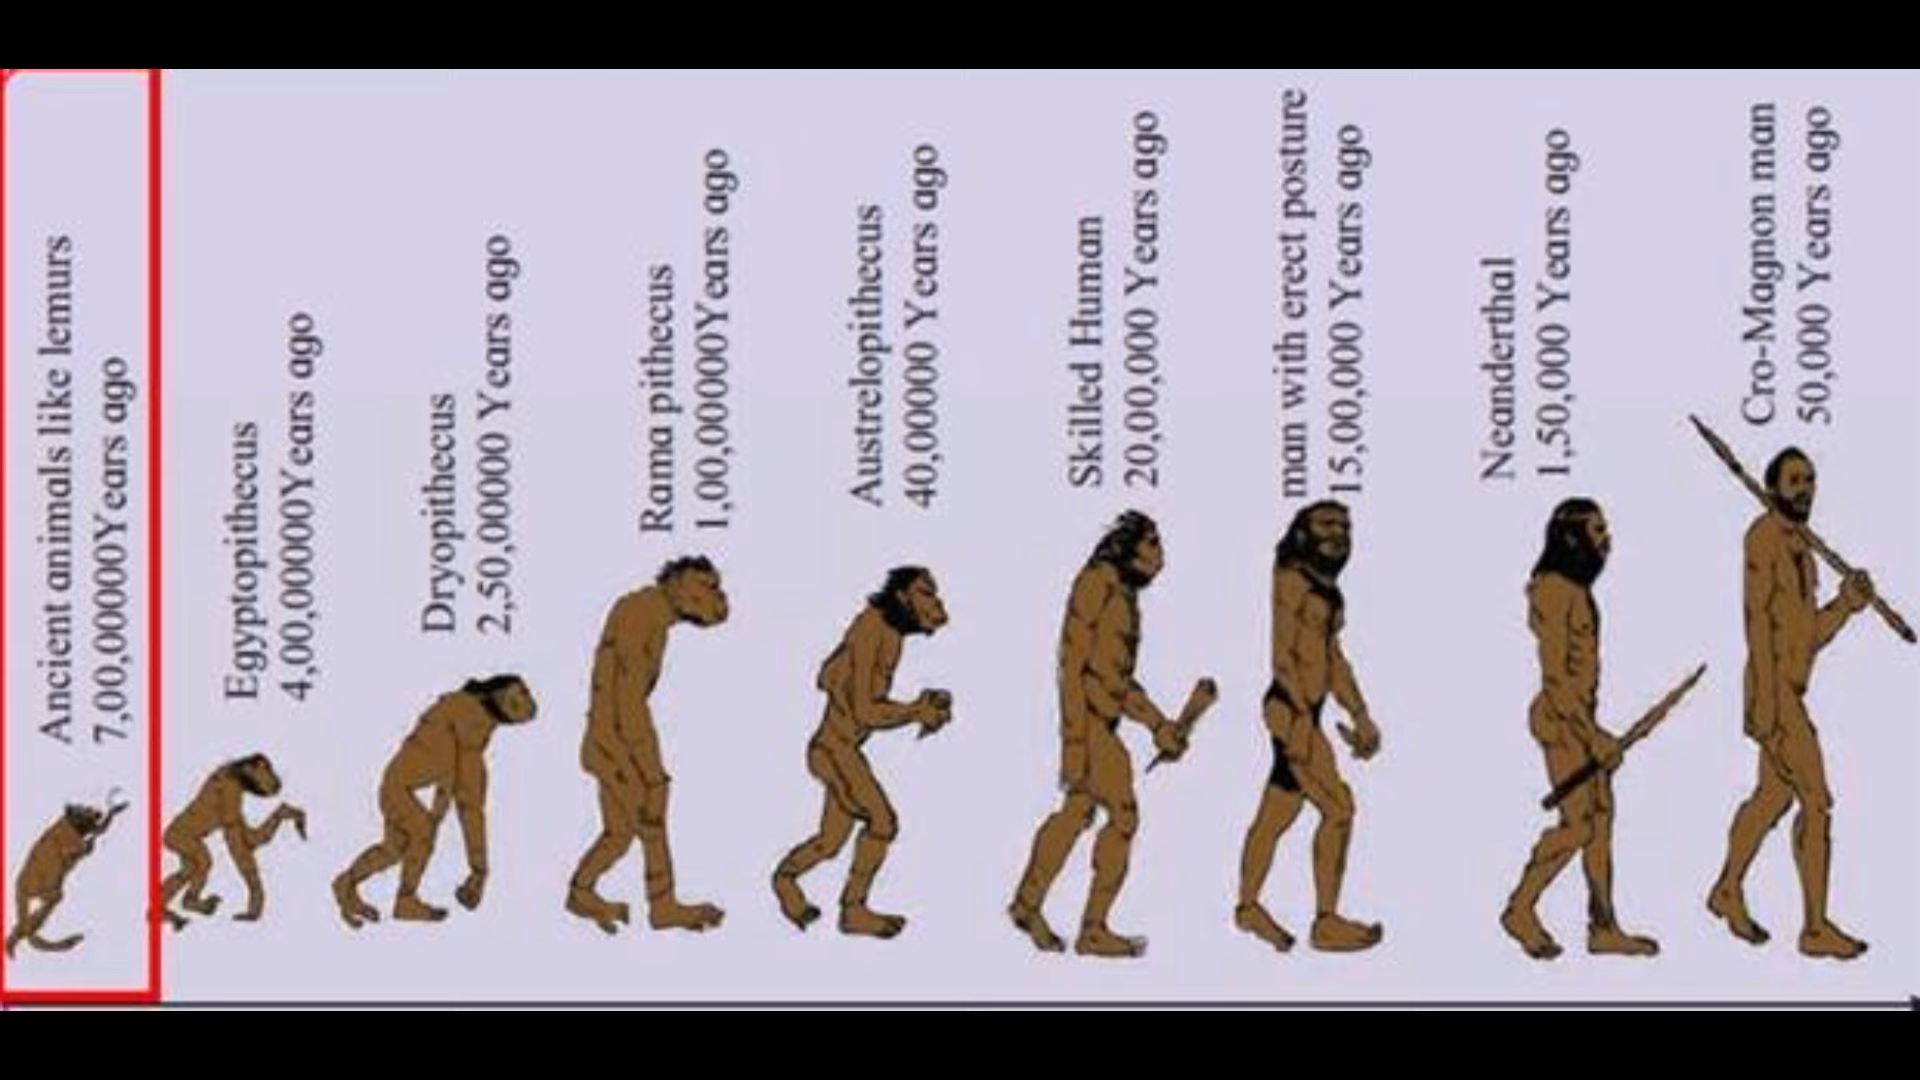 Ancient animals like lemurs
7,00,00000Years ago
Egyptopithecus
4,00,00000Years ago
Dryopithecus
2,50,00000 Years ago
Rama pithecus
1,00,00000Years ago
Austrelopithecus
40,00000 Years ago
Skilled Human
20,00,000 Years ago
man with erect posture
15,00,000 Years ago
Neanderthal
1,50,000 Years ago
Cro-Magnon man
50,000 Years ago